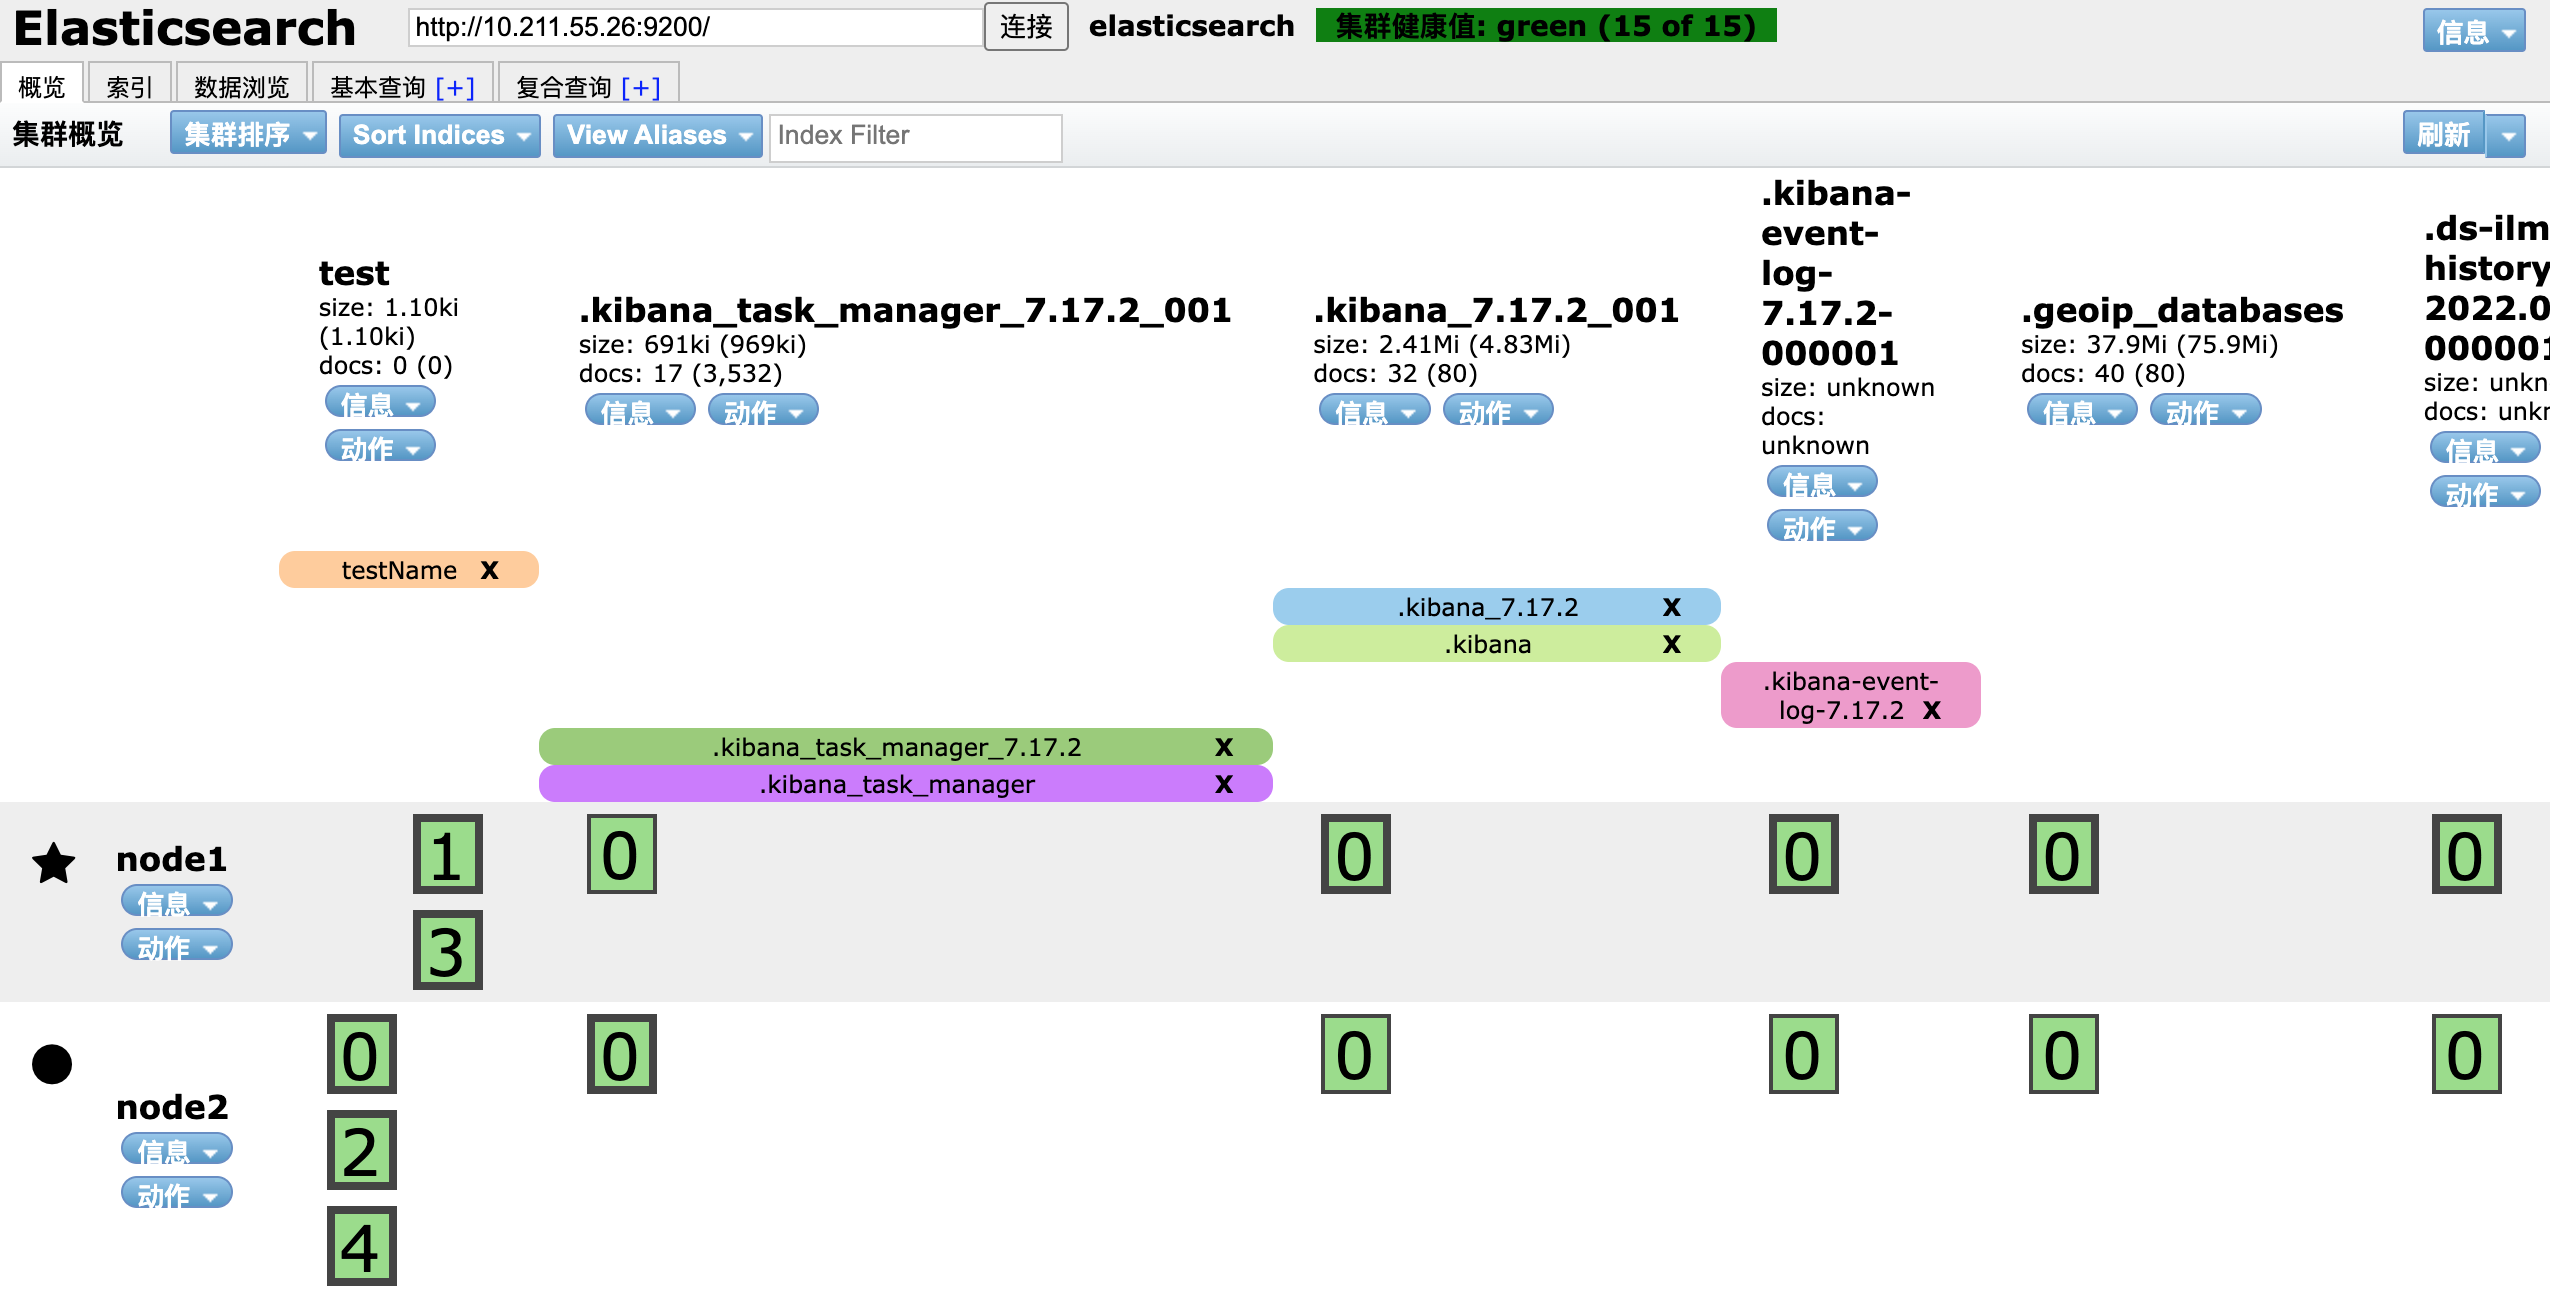 Elasticsearch http://10.211.55.26:9200/ 连接 elasticsearch 集群健康值: green (15 of 15) 信息
概览 索引 数据浏览 基本查询 [+] 复合查询 [+]
集群概览 集群排序 Sort Indices View Aliases Index Filter 刷新
test
size: 1.10ki
(1.10ki)
docs: 0 (0)
信息
动作
.kibana_task_manager_7.17.2_001
size: 691ki (969ki)
docs: 17 (3,532)
信息 动作
.kibana_7.17.2_001
size: 2.41Mi (4.83Mi)
docs: 32 (80)
信息 动作
.kibana-
event-
log-
7.17.2-
000001
size: unknown
docs:
unknown
信息
动作
.geoip_databases
size: 37.9Mi (75.9Mi)
docs: 40 (80)
信息 动作
.ds-ilm
history
2022.0
000001
size: unkn
docs: unkn
信息
动作
testName X
.kibana_7.17.2 X
.kibana X
.kibana-event-
log-7.17.2 X
.kibana_task_manager_7.17.2 X
.kibana_task_manager X
node1
信息
动作
1 0 0 0 0 0
3
node2
信息
动作
0 0 0 0 0 0
2
4